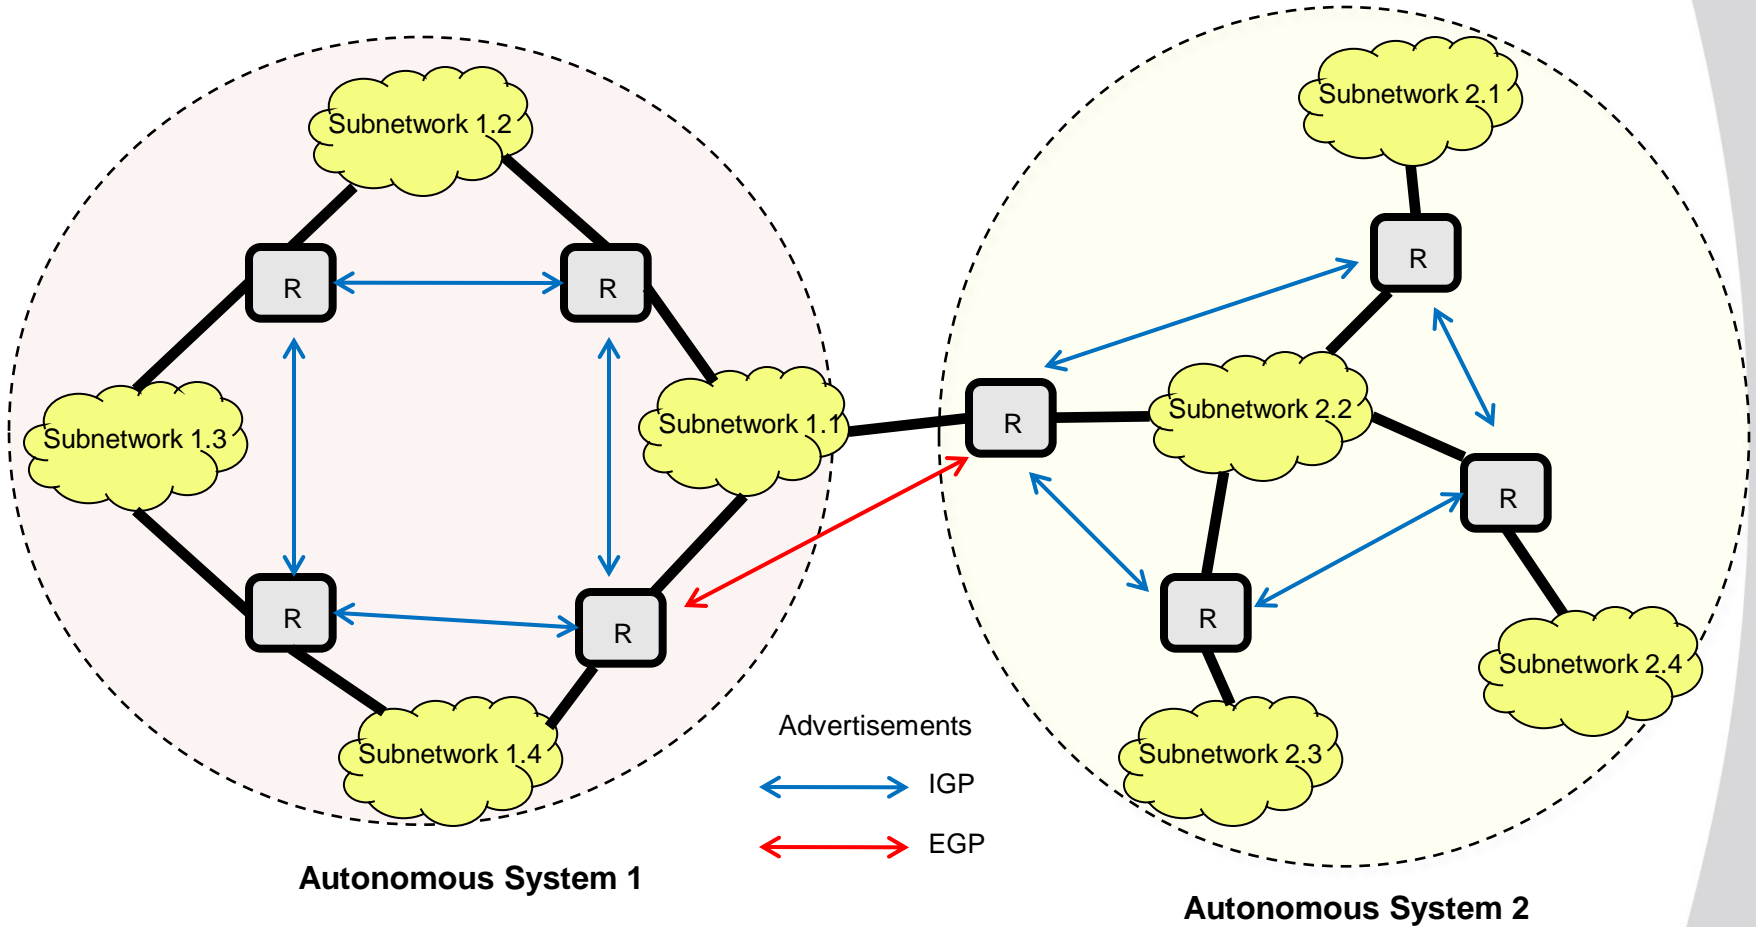 Subnetwork 1.2
R
R
Subnetwork 1.3
Subnetwork 1.1
R
R
Subnetwork 1.4
Autonomous System 1
Subnetwork 2.1
R
R
Subnetwork 2.2
R
R
Subnetwork 2.4
Subnetwork 2.3
Autonomous System 2
Advertisements
IGP
EGP